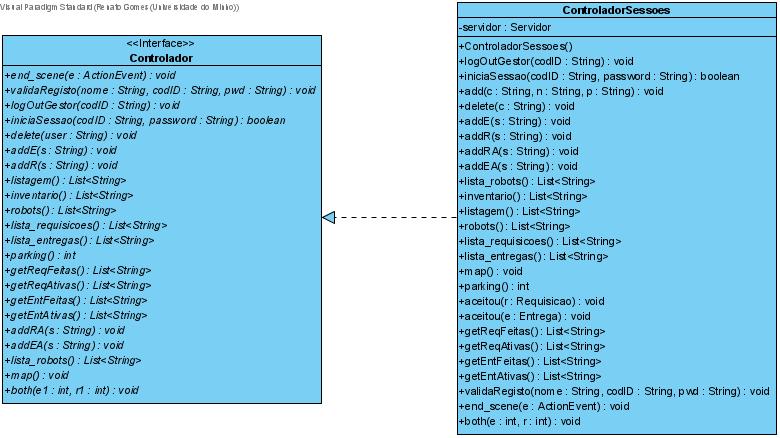 Visual Paradigm Standard(Renato Gomes(Universidade do Minho))
<<Interface>>
Controlador
+end_scene(e : ActionEvent) : void
+validaRegisto(nome : String, codID : String, pwd : String) : void
+logOutGestor(codID : String) : void
+iniciaSessao(codID : String, password : String) : boolean
+delete(user : String) : void
+addE(s : String) : void
+addR(s : String) : void
+listagem() : List<String>
+inventario() : List<String>
+robots() : List<String>
+lista_requisicoes() : List<String>
+lista_entregas() : List<String>
+parking() : int
+getReqFeitas() : List<String>
+getReqAtivas() : List<String>
+getEntFeitas() : List<String>
+getEntAtivas() : List<String>
+addRA(s : String) : void
+addEA(s : String) : void
+lista_robots() : List<String>
+map() : void
+both(e1 : int, r1 : int) : void
ControladorSessoes
-servidor : Servidor
+ControladorSessoes()
+logOutGestor(codID : String) : void
+iniciaSessao(codID : String, password : String) : boolean
+add(c : String, n : String, p : String) : void
+delete(c : String) : void
+addE(s : String) : void
+addR(s : String) : void
+addRA(s : String) : void
+addEA(s : String) : void
+lista_robots() : List<String>
+inventario() : List<String>
+listagem() : List<String>
+robots() : List<String>
+lista_requisicoes() : List<String>
+lista_entregas() : List<String>
+map() : void
+parking() : int
+aceitou(r : Requisicao) : void
+aceitou(e : Entrega) : void
+getReqFeitas() : List<String>
+getReqAtivas() : List<String>
+getEntFeitas() : List<String>
+getEntAtivas() : List<String>
+validaRegisto(nome : String, codID : String, pwd : String) : void
+end_scene(e : ActionEvent) : void
+both(e : int, r : int) : void